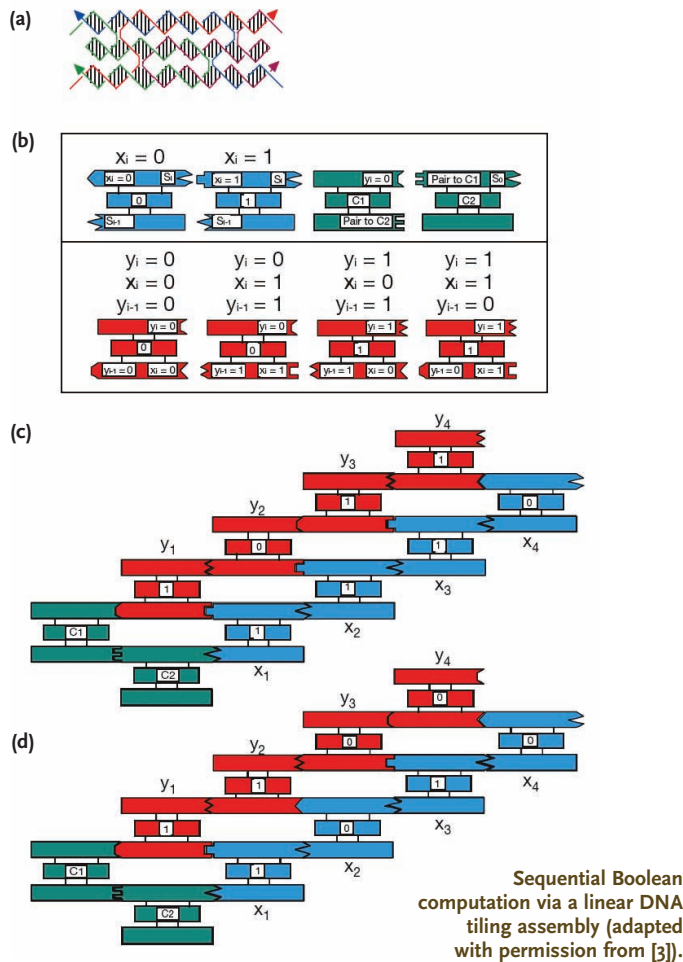 (a)
(b)
xi = 0 xi = 1
xi = 0 Si xi = 1 Si yi = 0 Pair to C1 S0
0 1 C1 C2
Si-1 Si-1 Pair to C2
yi = 0 yi = 0 yi = 1 yi = 1
xi = 0 xi = 1 xi = 0 xi = 1
yi-1 = 0 yi-1 = 1 yi-1 = 1 yi-1 = 0
yi = 0 yi = 0 yi = 1 yi = 1
0 0 1 1
yi-1 = 0 xi = 0 yi-1 = 1 xi = 1 yi-1 = 1 xi = 0 yi-1 = 0 xi = 1
(c)
y4
1
y3
1 0
y2 x4
0 1
y1 x3
1 1
x2
C1 1
x1
C2
(d)
y4
0
y3
0 0
y2 x4
1 1
y1 x3
1 0
x2
C1 1
x1
C2
Sequential Boolean
computation via a linear DNA
tiling assembly (adapted
with permission from [3]).